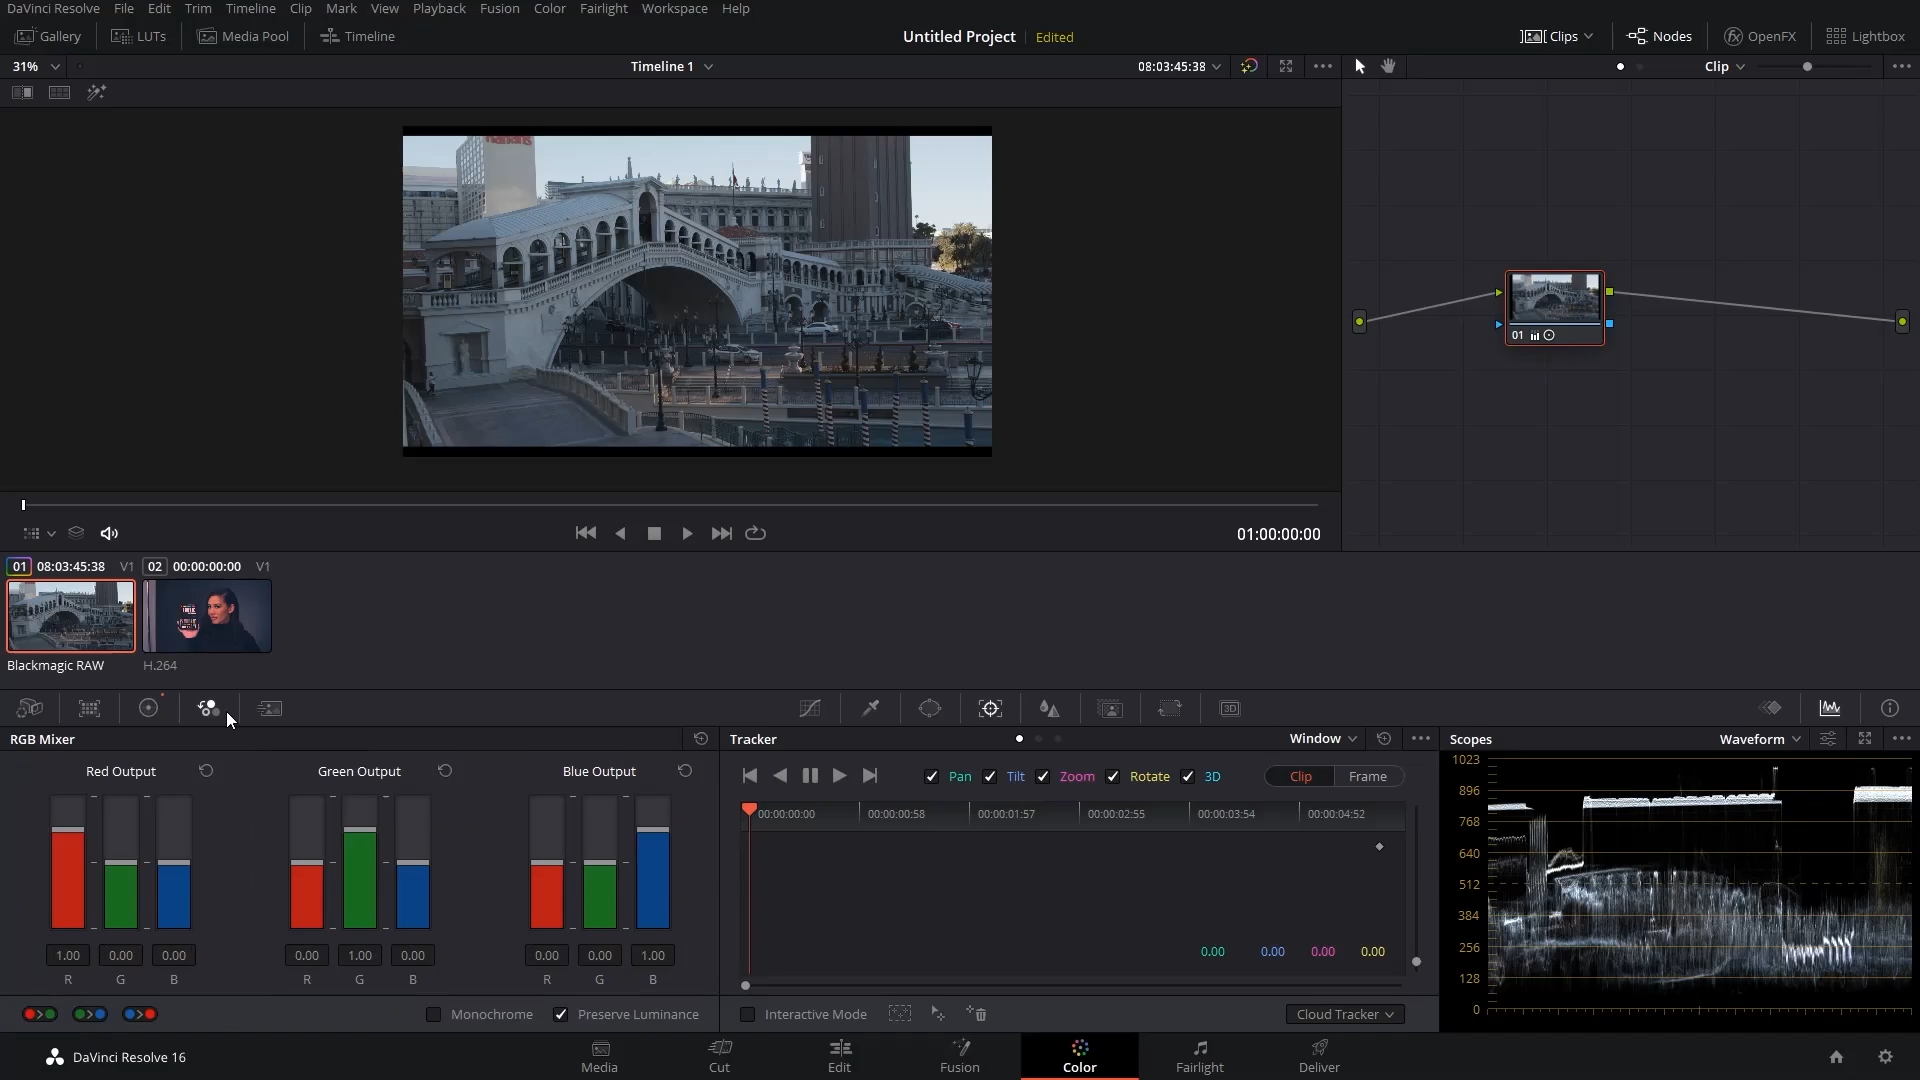 DaVinci Resolve File Edit Trim Timeline Clip Mark View Playback Fusion Color Fairlight Workspace Help
Gallery LUTs Media Pool Timeline Untitled Project Edited Clips Nodes OpenFX Lightbox
31% Timeline 1 08:03:45:38 Clip
01
01:00:00:00
01 08:03:45:38 V1 02 00:00:00:00 V1
Blackmagic RAW H.264
3D
RGB Mixer Tracker Window Scopes Waveform
Red Output Green Output Blue Output Pan Tilt Zoom Rotate 3D Clip Frame
00:00:00:00 00:00:00:58 00:00:01:57 00:00:02:55 00:00:03:54 00:00:04:52
1023
896
768
640
512
384
256
128
0
0.00 0.00 0.00 0.00
1.00 0.00 0.00 0.00 1.00 0.00 0.00 0.00 1.00
R G B R G B R G B
Monochrome Preserve Luminance Interactive Mode Cloud Tracker
DaVinci Resolve 16 Media Cut Edit Fusion Color Fairlight Deliver